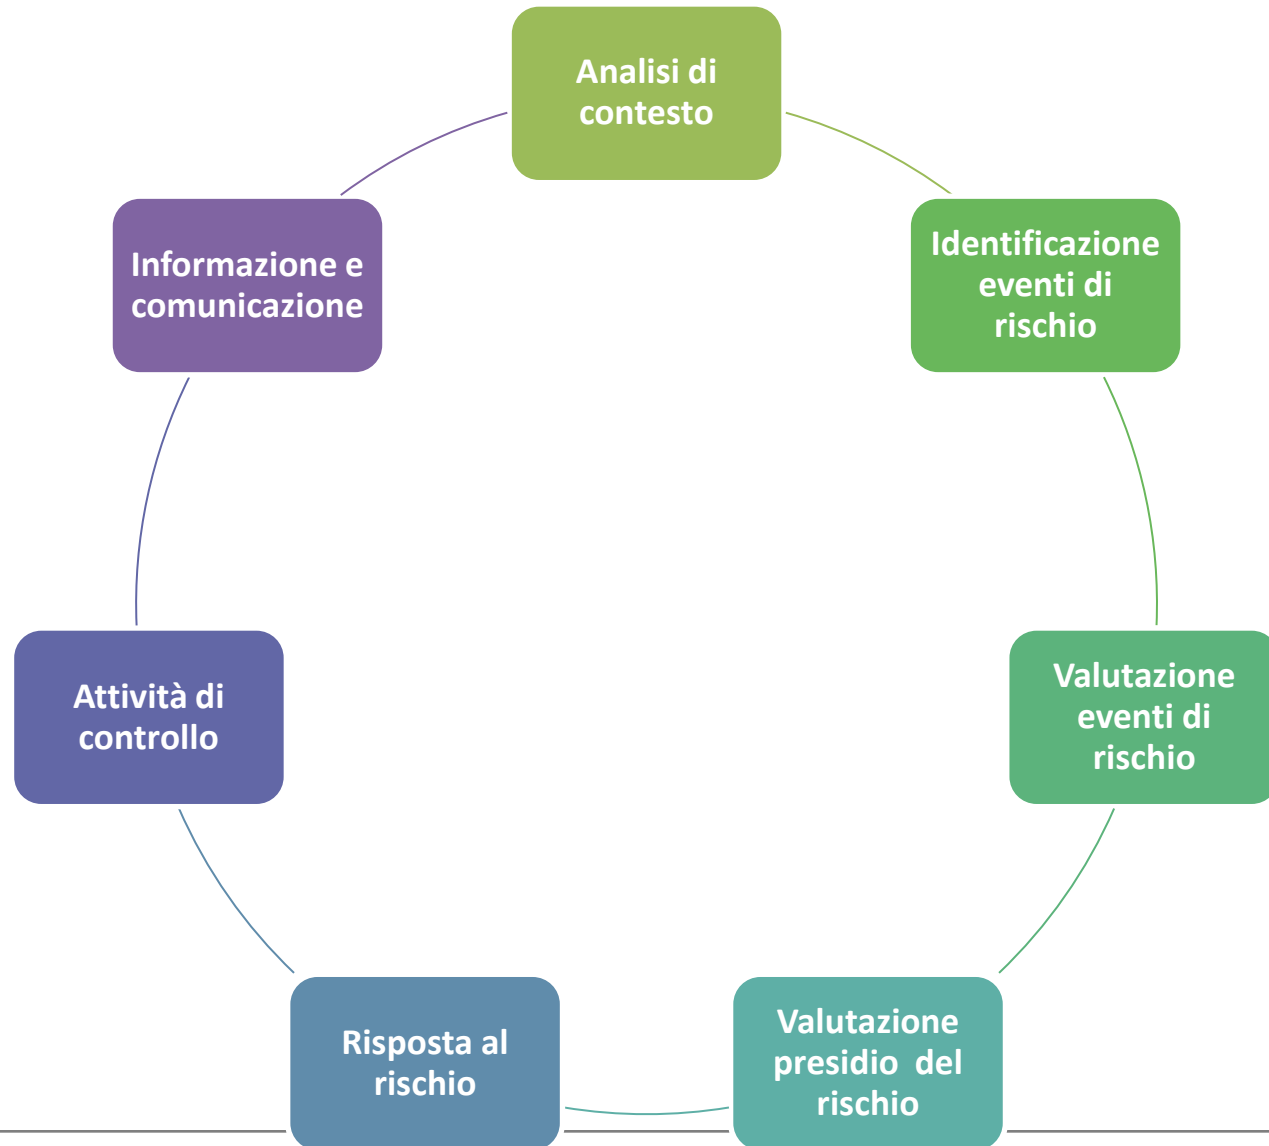 Analisi di
contesto
Identificazione
eventi di
rischio
Valutazione
eventi di
rischio
Valutazione
presidio  del
rischio
Risposta al
rischio
Attività di
controllo
Informazione e
comunicazione